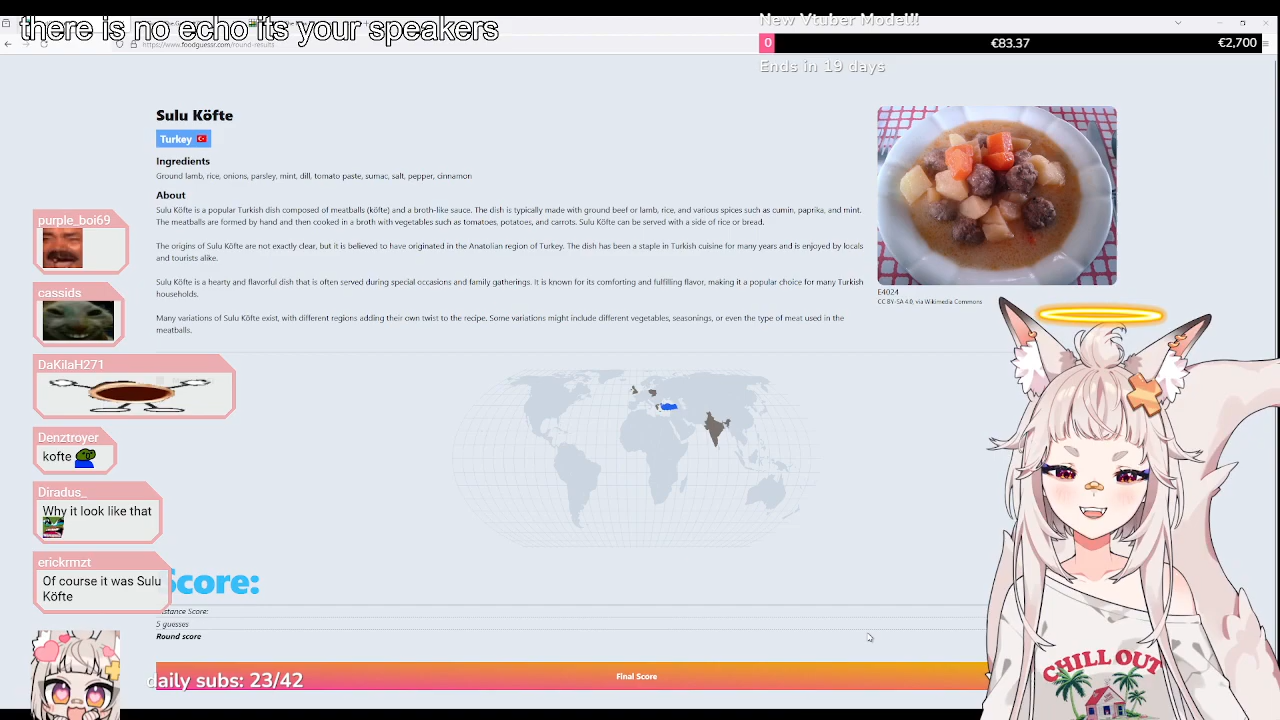 there is no echo its your speakers
https://www.foodguessr.com/round-results
New Vtuber Model!!
0
€83.37
€2,700
Ends in 19 days
Sulu Köfte
Turkey
Ingredients
Ground lamb, rice, onions, parsley, mint, dill, tomato paste, sumac, salt, pepper, cinnamon
About
Sulu Köfte is a popular Turkish dish composed of meatballs (köfte) and a broth-like sauce. The dish is typically made with ground beef or lamb, rice, and various spices such as cumin, paprika, and mint.
The meatballs are formed by hand and then cooked in a broth with vegetables such as tomatoes, potatoes, and carrots. Sulu Köfte can be served with a side of rice or bread.
The origins of Sulu Köfte are not exactly clear, but it is believed to have originated in the Anatolian region of Turkey. The dish has been a staple in Turkish cuisine for many years and is enjoyed by locals
and tourists alike.
Sulu Köfte is a hearty and flavorful dish that is often served during special occasions and family gatherings. It is known for its comforting and fulfilling flavor, making it a popular choice for many Turkish
households.
Many variations of Sulu Köfte exist, with different regions adding their own twist to the recipe. Some variations might include different vegetables, seasonings, or even the type of meat used in the
meatballs.
E4024
CC BY-SA 4.0, via Wikimedia Commons
purple_boi69
cassids
DaKilaH271
Denztroyer
kofte
Diradus_
Why it look like that
erickrmzt
Of course it was Sulu
Köfte
Score:
stance Score:
5 guesses
Round score
Final Score
daily subs: 23/42
CHILL OUT